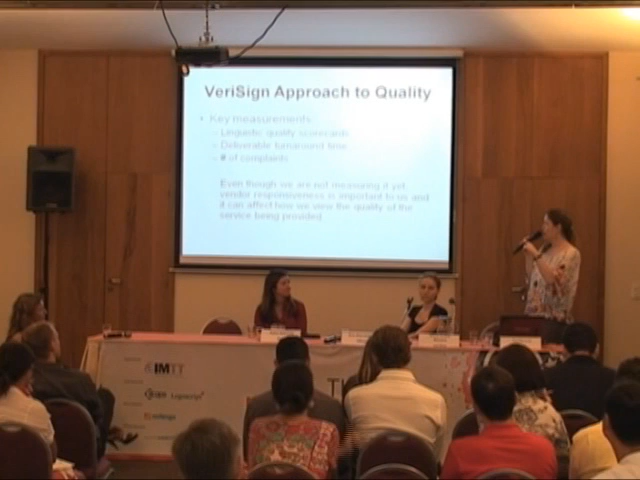 VeriSign Approach to Quality
• Key measurements
– Linguistic quality scorecards
– Deliverable turnaround time
– # of complaints
Even though we are not measuring it yet,
vendor responsiveness is important to us and
it can affect how we view the quality of the
service being provided
IMTT